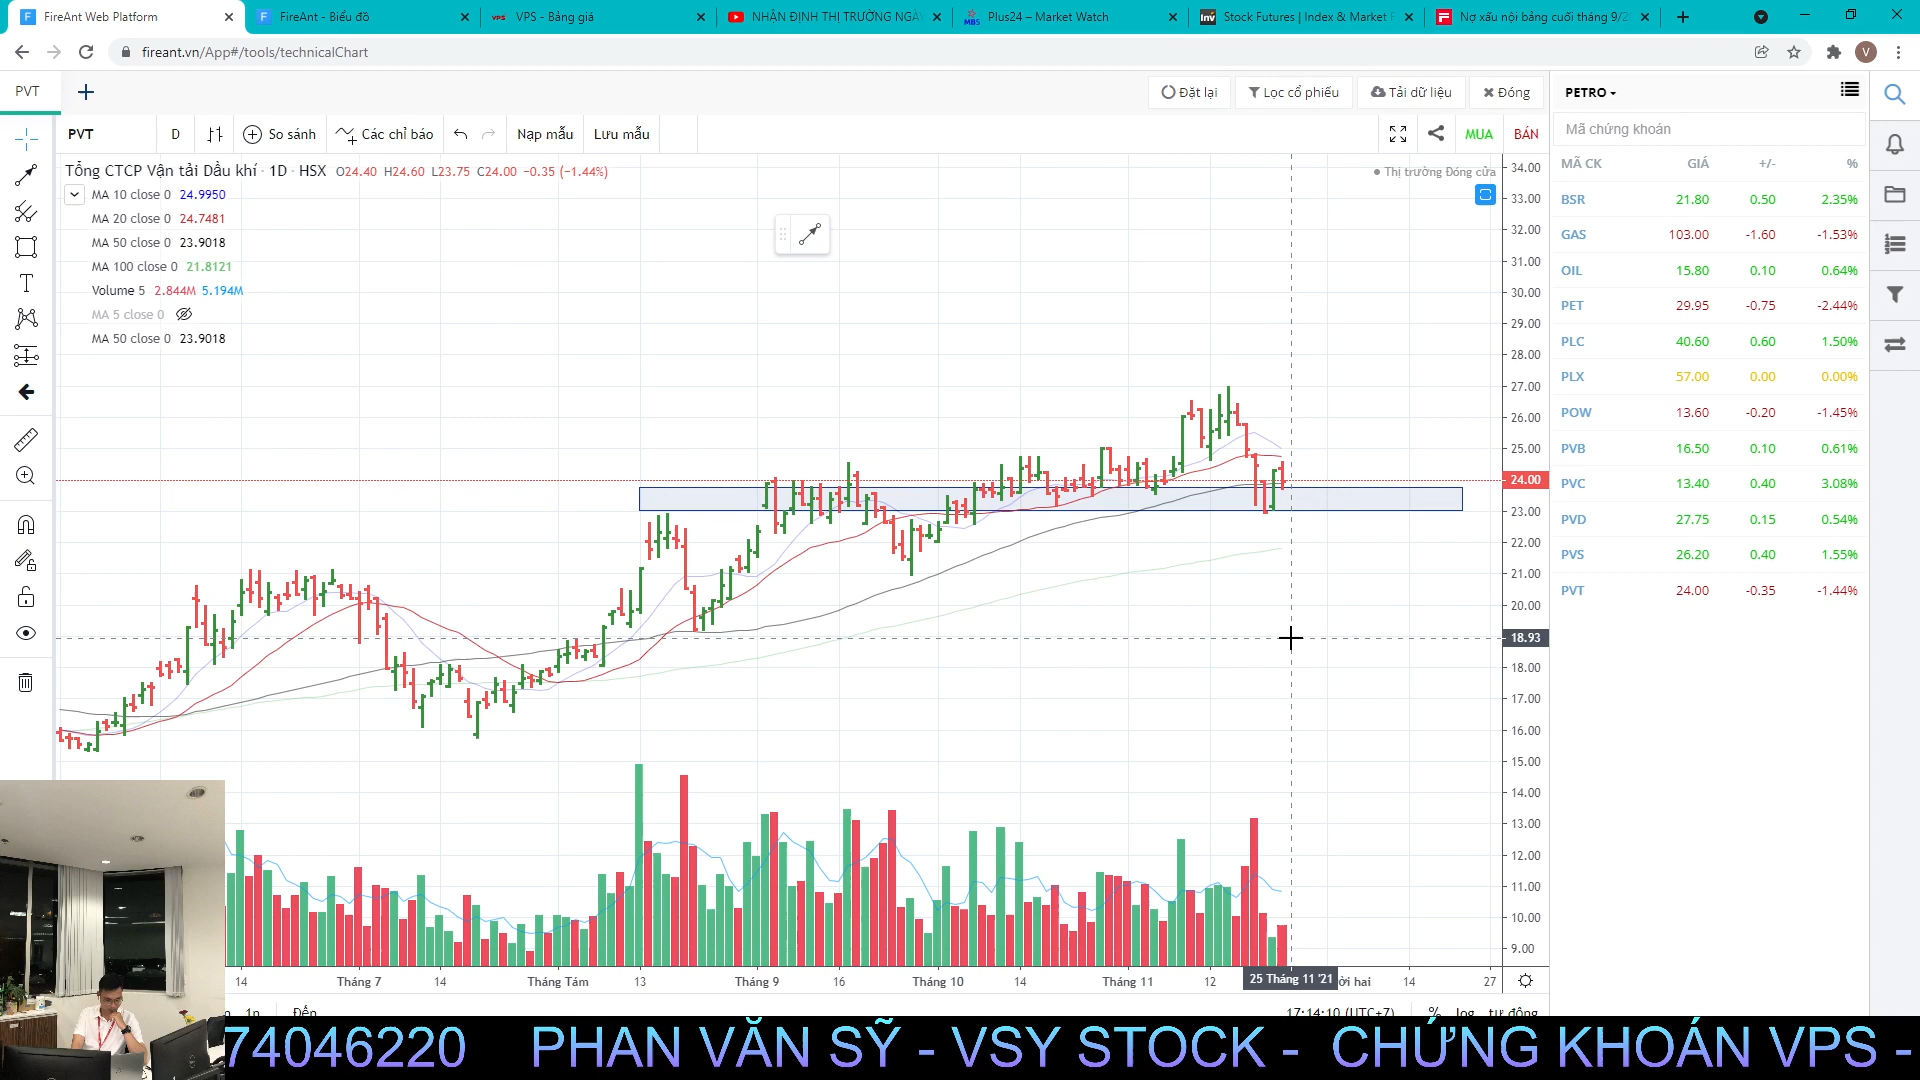 FireAnt Web Platform
FireAnt - Biểu đồ
VPS - Bảng giá
NHẬN ĐỊNH THỊ TRƯỜNG NGÀY
Plus24 – Market Watch
Stock Futures | Index & Market F
Nợ xấu nội bảng cuối tháng 9/2
fireant.vn/App#/tools/technicalChart
V
PVT
Đặt lại
Lọc cổ phiếu
Tải dữ liệu
Đóng
PETRO
PVT
D
So sánh
Các chỉ báo
Nạp mẫu
Lưu mẫu
MUA
BÁN
Mã chứng khoán
Tổng CTCP Vận tải Dầu khí · 1D · HSX O24.40 H24.60 L23.75 C24.00 −0.35 (−1.44%)
Thị trường Đóng cửa
MA 10 close 0 24.9950
MA 20 close 0 24.7481
MA 50 close 0 23.9018
MA 100 close 0 21.8121
Volume 5 2.844M 5.194M
MA 5 close 0
MA 50 close 0 23.9018
34.00
33.00
32.00
31.00
30.00
29.00
28.00
27.00
26.00
25.00
24.00
23.00
22.00
21.00
20.00
18.93
18.00
17.00
16.00
15.00
14.00
13.00
12.00
11.00
10.00
9.00
MÃ CK GIÁ +/- %
BSR 21.80 0.50 2.35%
GAS 103.00 -1.60 -1.53%
OIL 15.80 0.10 0.64%
PET 29.95 -0.75 -2.44%
PLC 40.60 0.60 1.50%
PLX 57.00 0.00 0.00%
POW 13.60 -0.20 -1.45%
PVB 16.50 0.10 0.61%
PVC 13.40 0.40 3.08%
PVD 27.75 0.15 0.54%
PVS 26.20 0.40 1.55%
PVT 24.00 -0.35 -1.44%
14 Tháng 7 14 Tháng Tám 13 Tháng 9 16 Tháng 10 14 Tháng 11 12 25 Tháng 11 '21 ời hai 14 27
1n Đến 17:14:10 (UTC+7) % log tự động
74046220 PHAN VĂN SỸ - VSY STOCK - CHỨNG KHOÁN VPS -